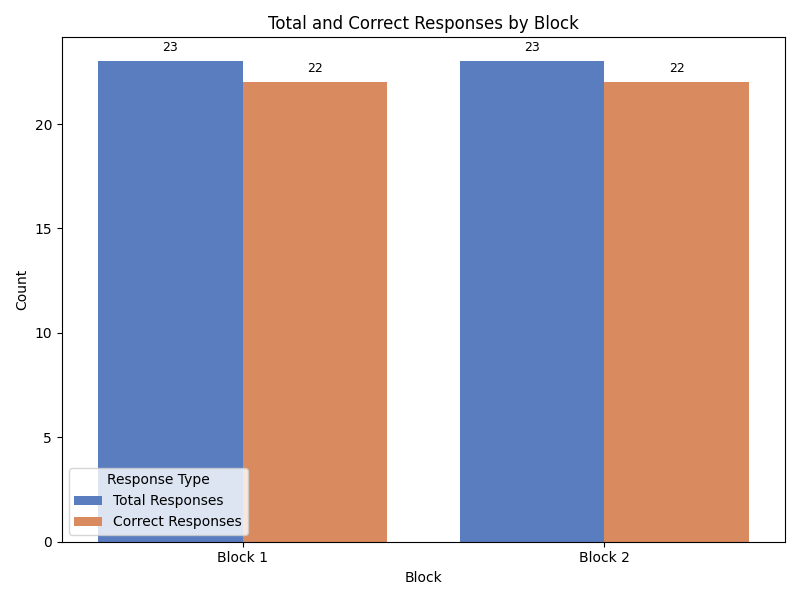 Total and Correct Responses by Block
23
22
23
22
20
15
10
5
0
Count
Response Type
Total Responses
Correct Responses
Block 1
Block 2
Block